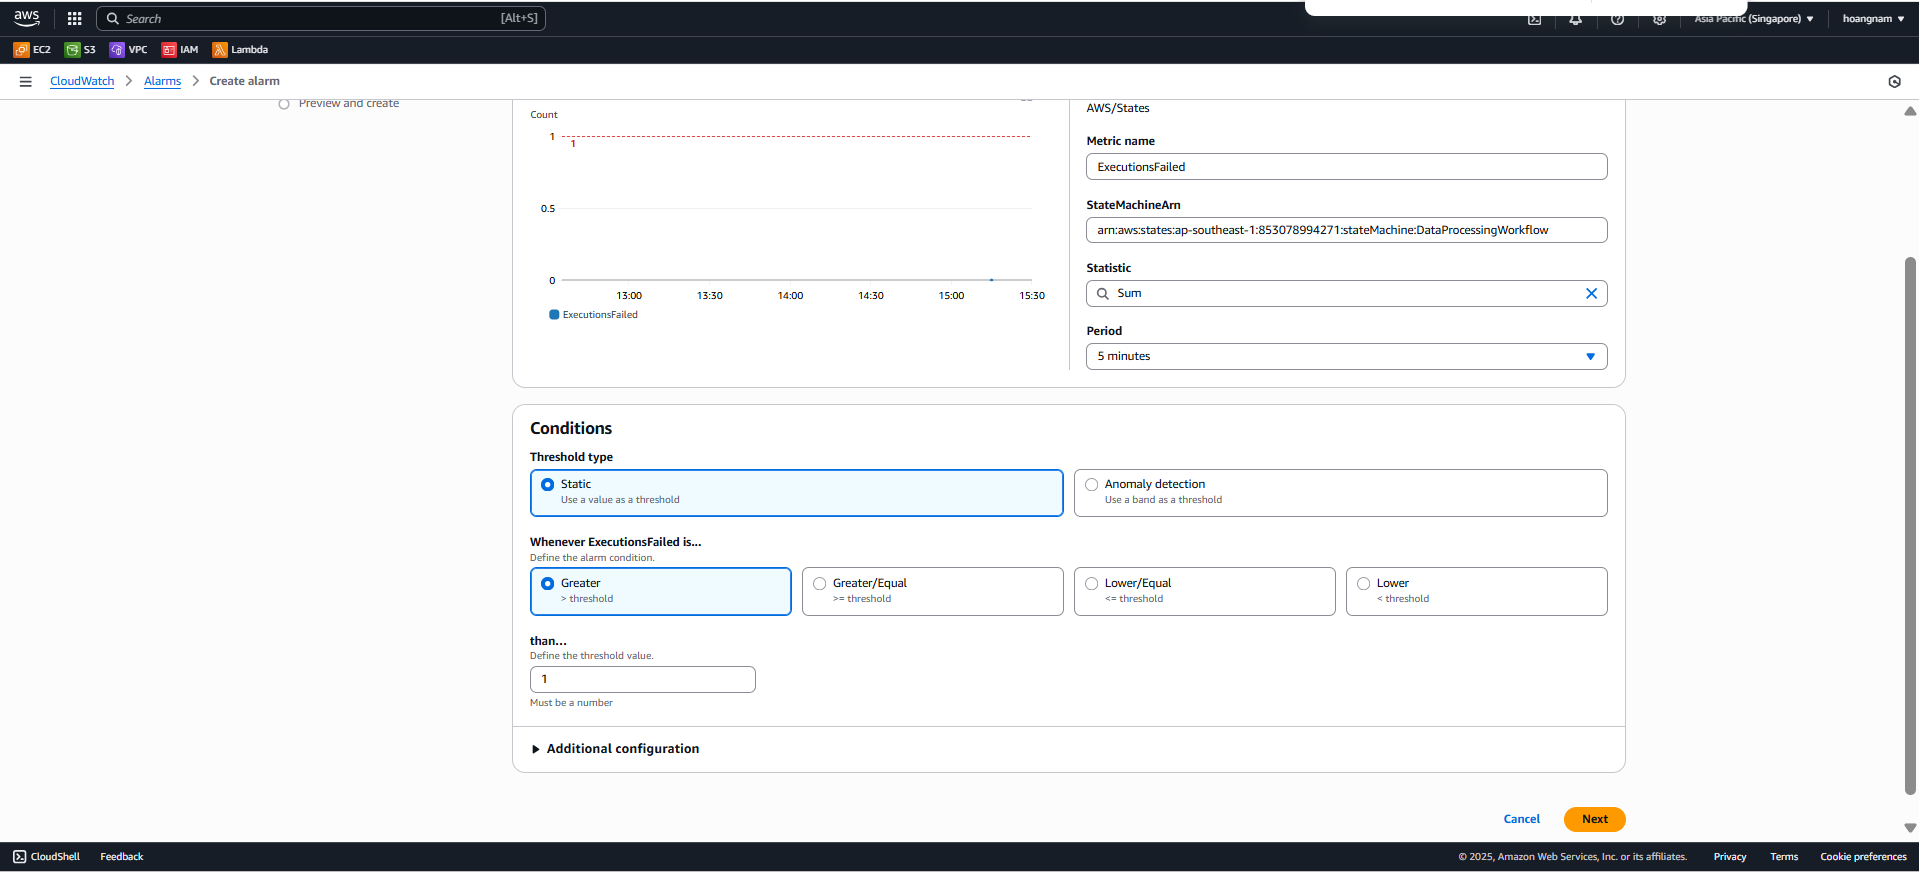 aws
Search
[Alt+S]
Asia Pacific (Singapore)
hoangnam
EC2
S3
VPC
IAM
Lambda
CloudWatch
Alarms
Create alarm
Preview and create
Count
1
1
0.5
0
13:00
13:30
14:00
14:30
15:00
15:30
ExecutionsFailed
AWS/States
Metric name
ExecutionsFailed
StateMachineArn
arn:aws:states:ap-southeast-1:853078994271:stateMachine:DataProcessingWorkflow
Statistic
Sum
Period
5 minutes
Conditions
Threshold type
Static
Use a value as a threshold
Anomaly detection
Use a band as a threshold
Whenever ExecutionsFailed is...
Define the alarm condition.
Greater
> threshold
Greater/Equal
>= threshold
Lower/Equal
<= threshold
Lower
< threshold
than...
Define the threshold value.
1
Must be a number
Additional configuration
Cancel
Next
CloudShell
Feedback
© 2025, Amazon Web Services, Inc. or its affiliates.
Privacy
Terms
Cookie preferences